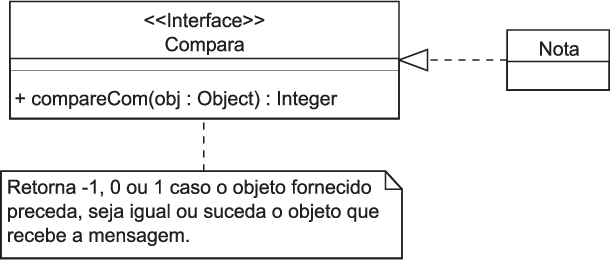 <<Interface>>
Compara
Nota
+ compareCom(obj : Object) : Integer
Retorna -1, 0 ou 1 caso o objeto fornecido
preceda, seja igual ou suceda o objeto que
recebe a mensagem.